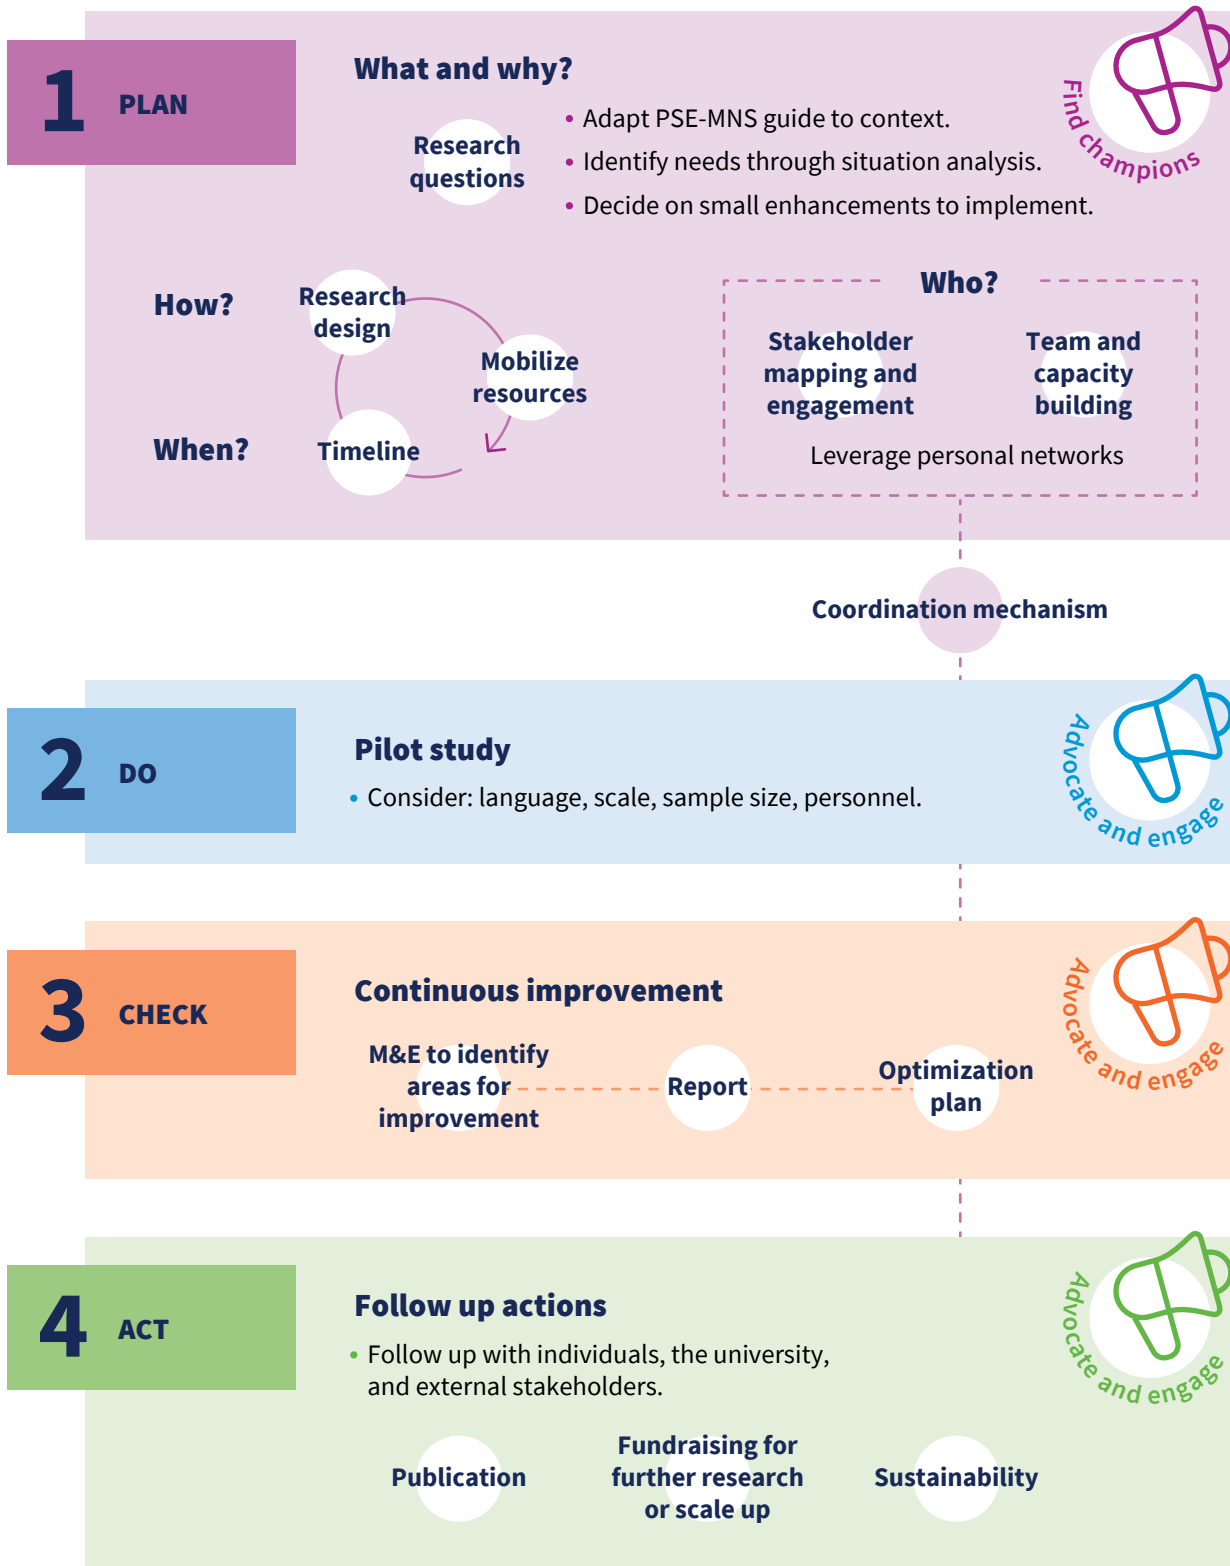 1 PLAN
What and why?
Research
questions
• Adapt PSE-MNS guide to context.
• Identify needs through situation analysis.
• Decide on small enhancements to implement.
Find champions
How?
Research
design
Mobilize
resources
When?
Timeline
Who?
Stakeholder
mapping and
engagement
Team and
capacity
building
Leverage personal networks
Coordination mechanism
2 DO
Pilot study
• Consider: language, scale, sample size, personnel.
Advocate and engage
3 CHECK
Continuous improvement
M&E to identify
areas for
improvement
Report
Optimization
plan
Advocate and engage
4 ACT
Follow up actions
• Follow up with individuals, the university,
and external stakeholders.
Publication
Fundraising for
further research
or scale up
Sustainability
Advocate and engage